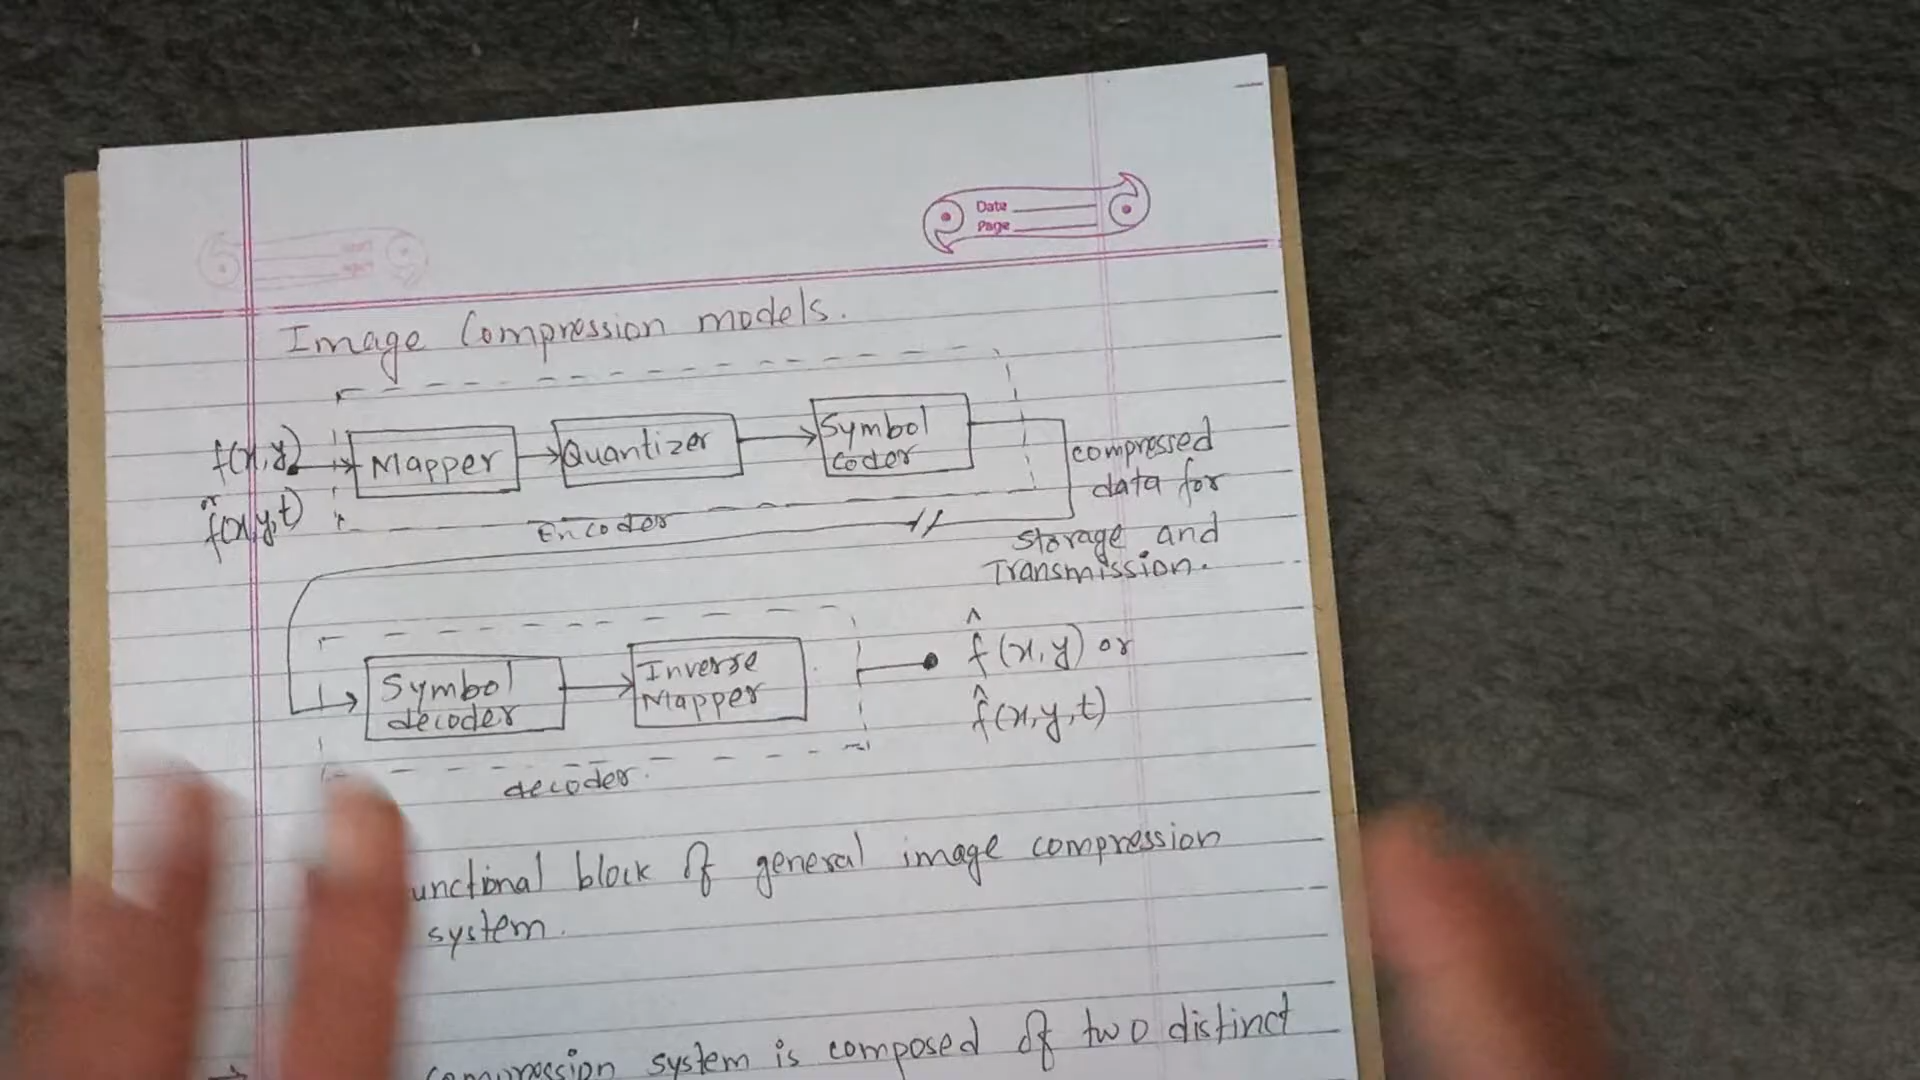 Date
Page
Image Compression models.
f(x,y)
or
f(x,y,t)
Mapper
Quantizer
Symbol
coder
compressed
data for
storage and
Transmission.
Encoder
Symbol
decoder
Inverse
Mapper
f̂(x,y) or
f̂(x,y,t)
decoder.
unctional block of general image compression
system.
→ compression system is composed of two distinct